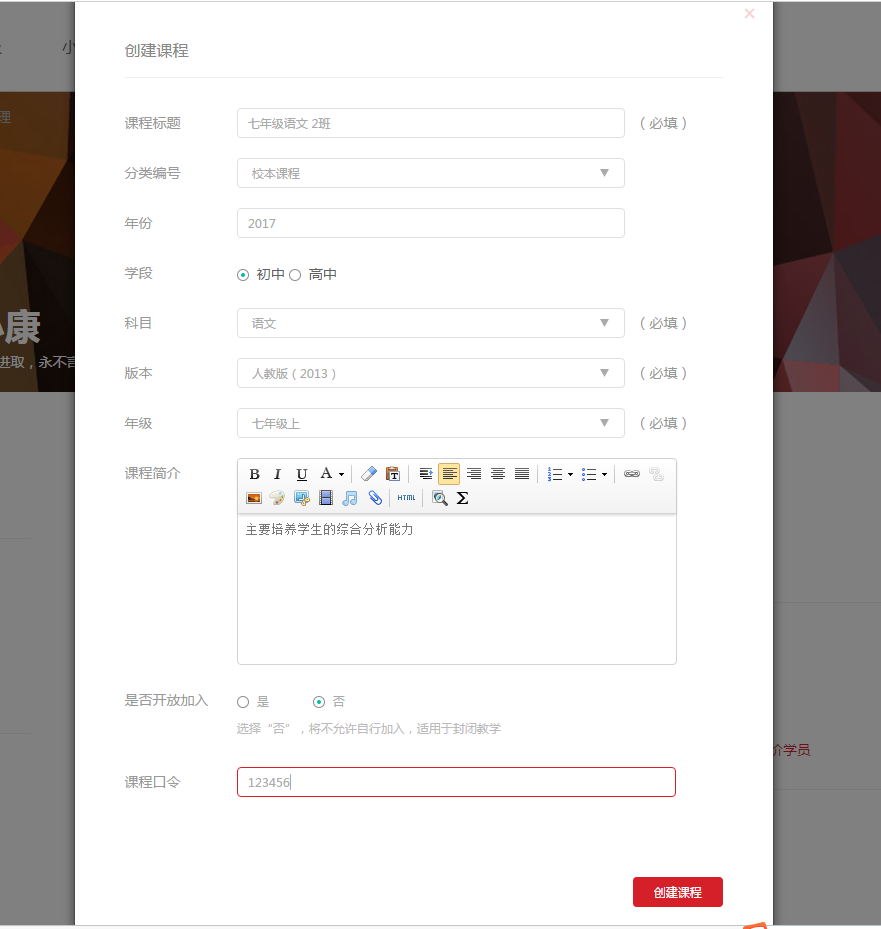 ×
小
创建课程
理
课程标题 七年级语文 2班 （必填）
分类编号 校本课程 ▼
年份 2017
学段 初中 高中
康
科目 语文 ▼ （必填）
进取，永不言
版本 人教版（2013） ▼ （必填）
年级 七年级上 ▼ （必填）
课程简介
B I U A
HTML Σ
主要培养学生的综合分析能力
是否开放加入 是 否
选择“否”，将不允许自行加入，适用于封闭教学
学员
课程口令 123456
创建课程